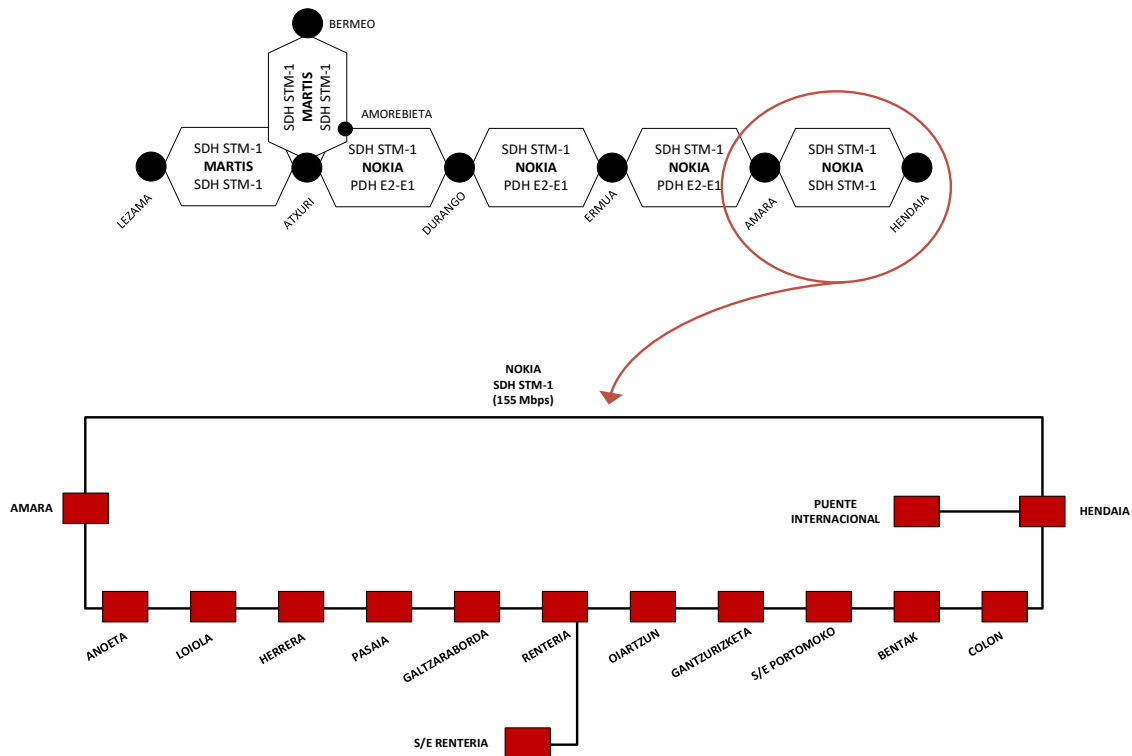 BERMEO
SDH STM-1
MARTIS
SDH STM-1
AMOREBIETA
SDH STM-1
MARTIS
SDH STM-1
SDH STM-1
NOKIA
PDH E2-E1
SDH STM-1
NOKIA
PDH E2-E1
SDH STM-1
NOKIA
PDH E2-E1
SDH STM-1
NOKIA
SDH STM-1
LEZAMA
ATXURI
DURANGO
ERMUA
AMARA
HENDAIA
NOKIA
SDH STM-1
(155 Mbps)
AMARA
PUENTE
INTERNACIONAL
HENDAIA
ANOETA
LOIOLA
HERRERA
PASAIA
GALTZARABORDA
RENTERIA
OIARTZUN
GANTZURIZKETA
S/E PORTOMOKO
BENTAK
COLON
S/E RENTERIA